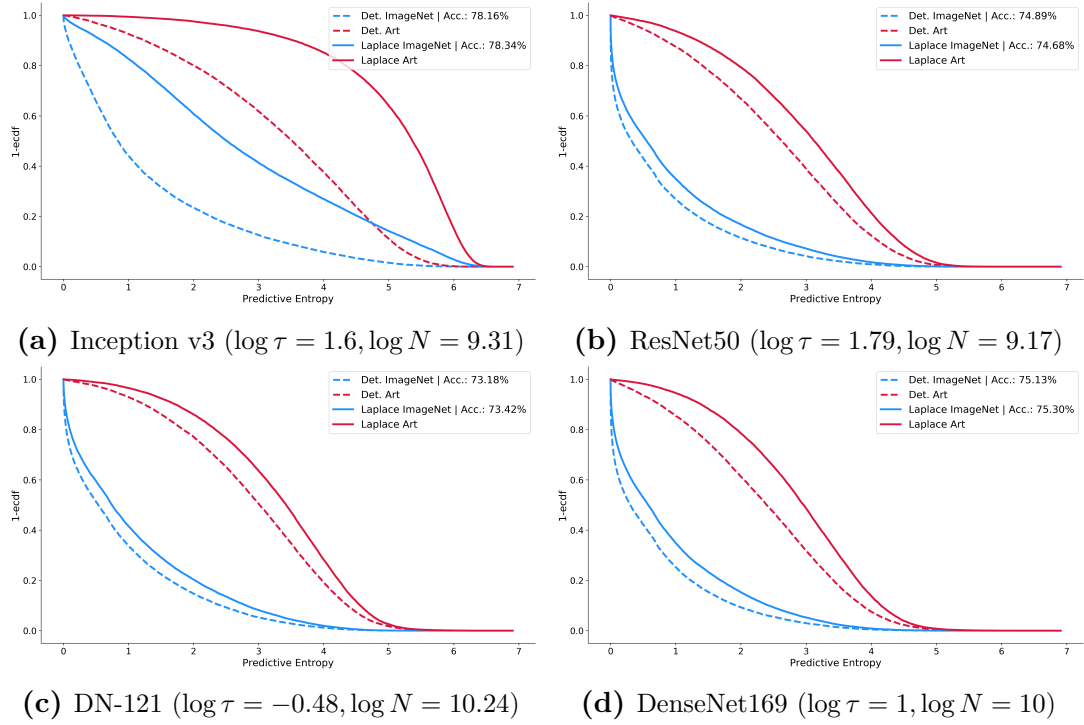 Det. ImageNet | Acc.: 78.16%
Det. Art
Laplace ImageNet | Acc.: 78.34%
Laplace Art
1.0
0.8
0.6
0.4
0.2
0.0
1-ecdf
0 1 2 3 4 5 6 7
Predictive Entropy
(a) Inception v3 (log τ = 1.6, log N = 9.31)
Det. ImageNet | Acc.: 74.89%
Det. Art
Laplace ImageNet | Acc.: 74.68%
Laplace Art
1.0
0.8
0.6
0.4
0.2
0.0
1-ecdf
0 1 2 3 4 5 6 7
Predictive Entropy
(b) ResNet50 (log τ = 1.79, log N = 9.17)
Det. ImageNet | Acc.: 73.18%
Det. Art
Laplace ImageNet | Acc.: 73.42%
Laplace Art
1.0
0.8
0.6
0.4
0.2
0.0
1-ecdf
0 1 2 3 4 5 6 7
Predictive Entropy
(c) DN-121 (log τ = −0.48, log N = 10.24)
Det. ImageNet | Acc.: 75.13%
Det. Art
Laplace ImageNet | Acc.: 75.30%
Laplace Art
1.0
0.8
0.6
0.4
0.2
0.0
1-ecdf
0 1 2 3 4 5 6 7
Predictive Entropy
(d) DenseNet169 (log τ = 1, log N = 10)